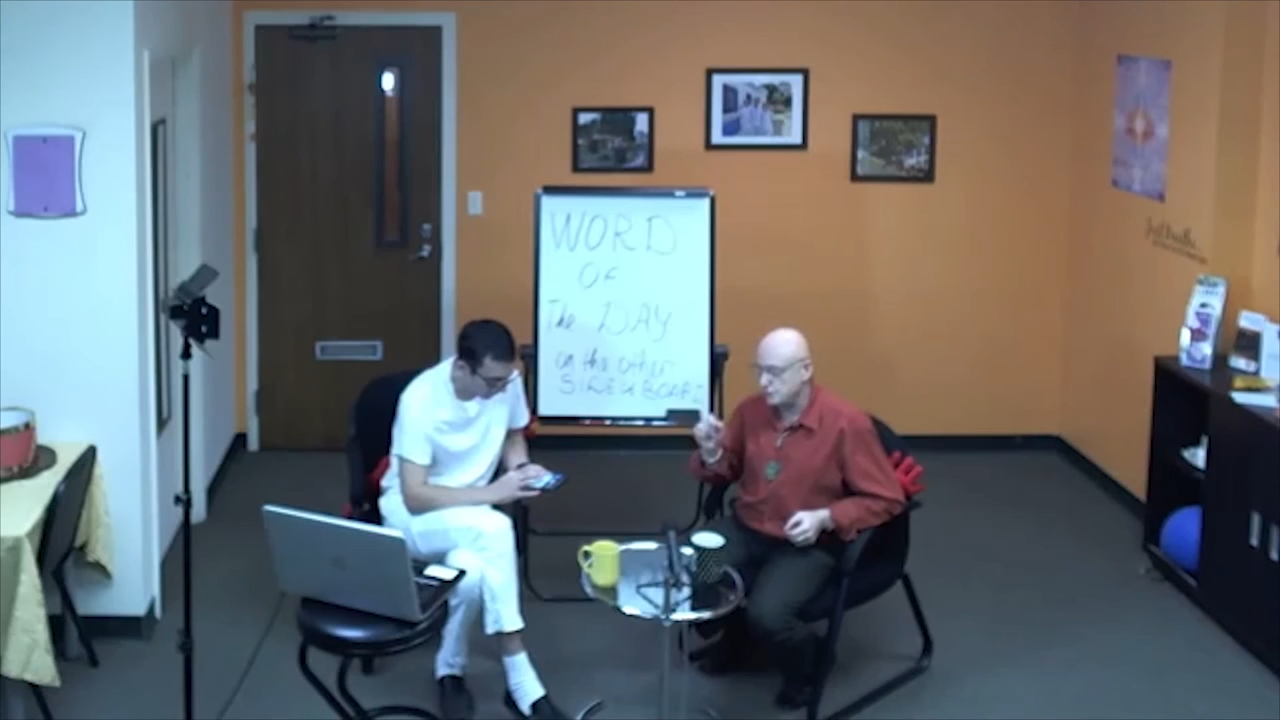 WORD
OF
The DAY
on the other
SIDE of BOARD